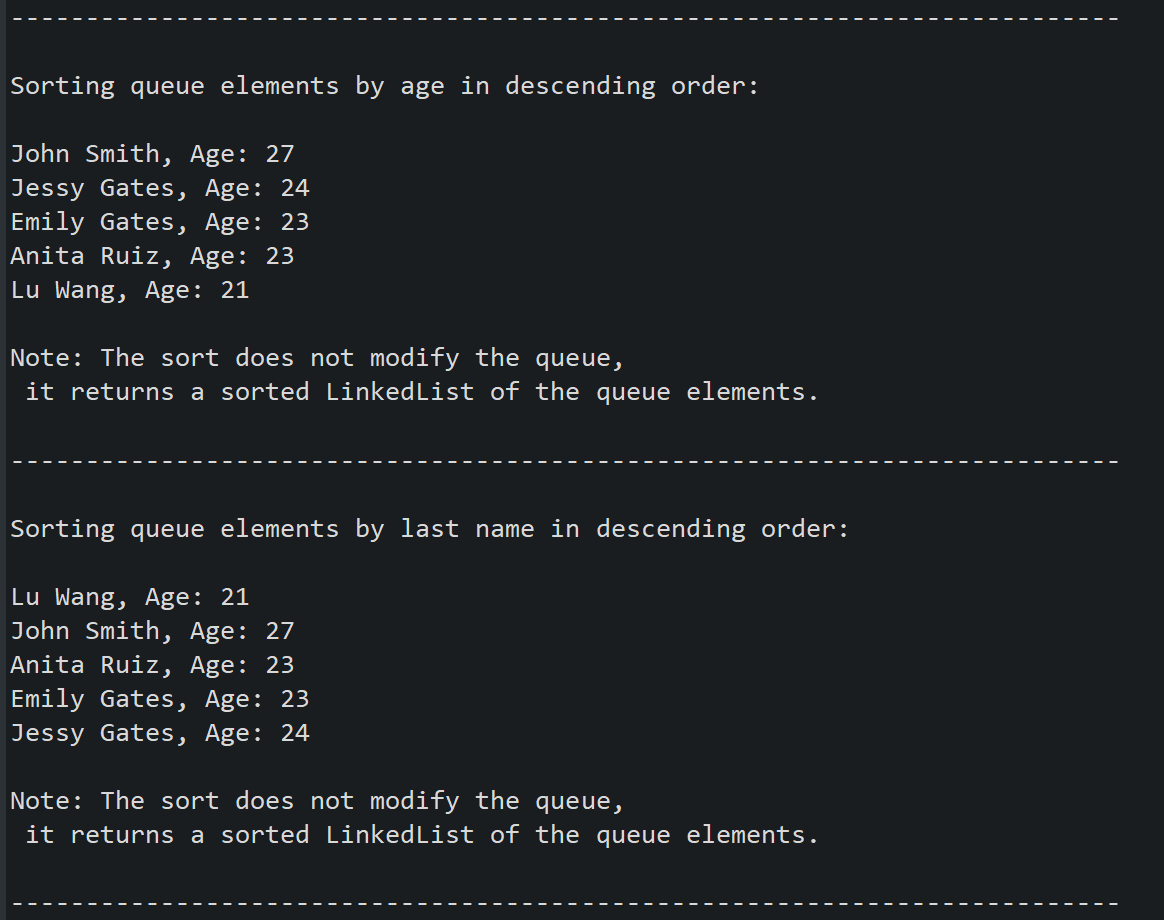 --------------------------------------------------------------------------
Sorting queue elements by age in descending order:
John Smith, Age: 27
Jessy Gates, Age: 24
Emily Gates, Age: 23
Anita Ruiz, Age: 23
Lu Wang, Age: 21
Note: The sort does not modify the queue,
 it returns a sorted LinkedList of the queue elements.
--------------------------------------------------------------------------
Sorting queue elements by last name in descending order:
Lu Wang, Age: 21
John Smith, Age: 27
Anita Ruiz, Age: 23
Emily Gates, Age: 23
Jessy Gates, Age: 24
Note: The sort does not modify the queue,
 it returns a sorted LinkedList of the queue elements.
--------------------------------------------------------------------------